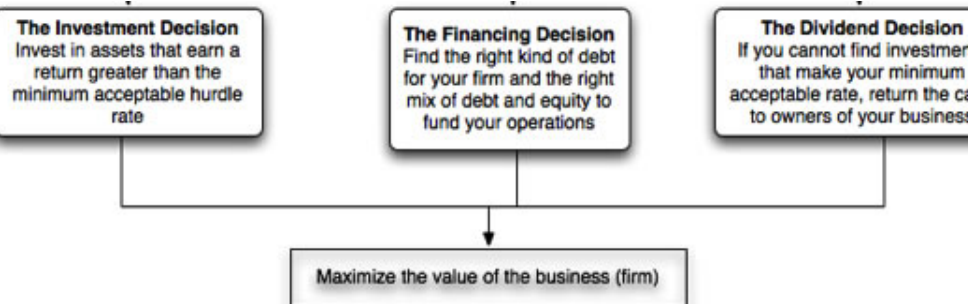 The Investment Decision
Invest in assets that earn a
return greater than the
minimum acceptable hurdle
rate
The Financing Decision
Find the right kind of debt
for your firm and the right
mix of debt and equity to
fund your operations
The Dividend Decision
If you cannot find
that make your minimum
acceptable rate, return the
to owners of your
Maximize the value of the business (firm)